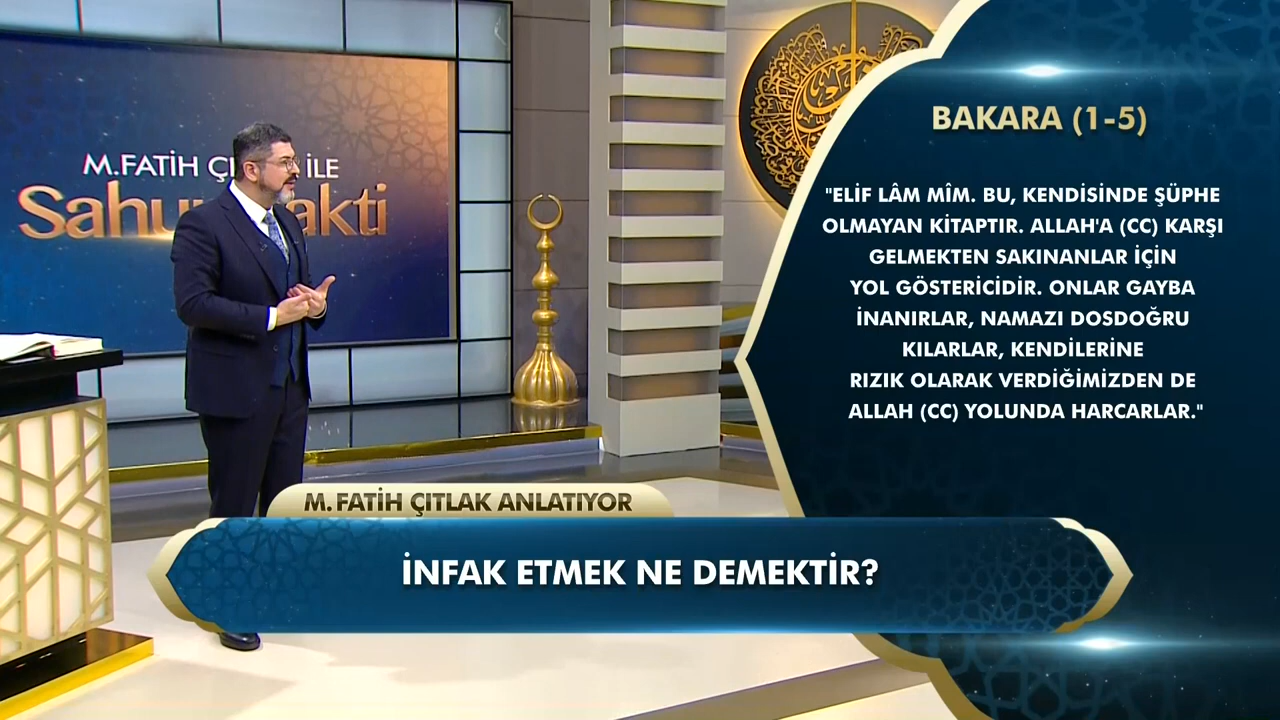 M.FATİH Ç İLE
BAKARA (1-5)
"ELİF LÂM MÎM. BU, KENDİSİNDE ŞÜPHE
OLMAYAN KİTAPTIR. ALLAH'A (CC) KARŞI
GELMEKTEN SAKINANLAR İÇİN
YOL GÖSTERİCİDİR. ONLAR GAYBA
İNANIRLAR, NAMAZI DOSDOĞRU
KILARLAR, KENDİLERİNE
RIZIK OLARAK VERDİĞİMİZDEN DE
ALLAH (CC) YOLUNDA HARCARLAR."
M. FATİH ÇITLAK ANLATIYOR
İNFAK ETMEK NE DEMEKTİR?